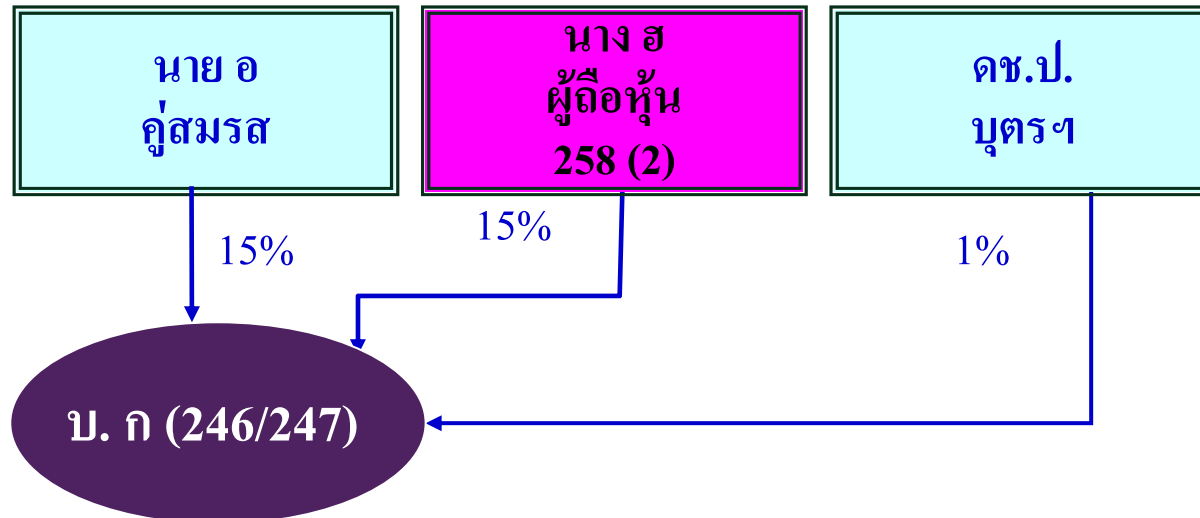 นาย อ
คู่สมรส
นาง ฮ
ผู้ถือหุ้น
258 (2)
ดช.ป.
บุตรฯ
15%
15%
1%
บ. ก (246/247)